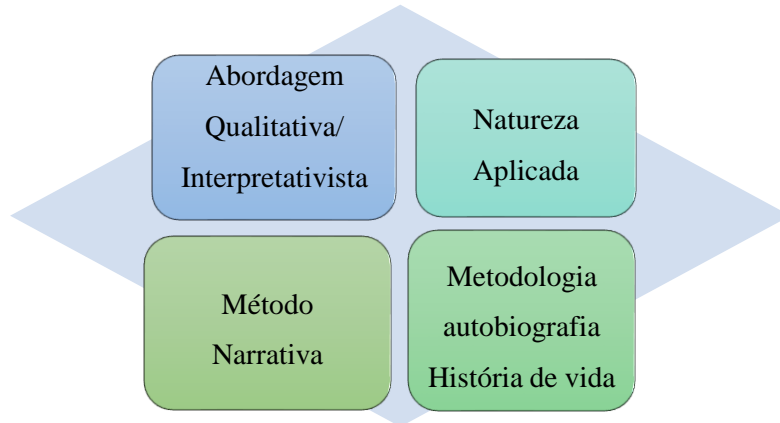 Abordagem
Qualitativa/
Interpretativista
Natureza
Aplicada
Método
Narrativa
Metodologia
autobiografia
História de vida